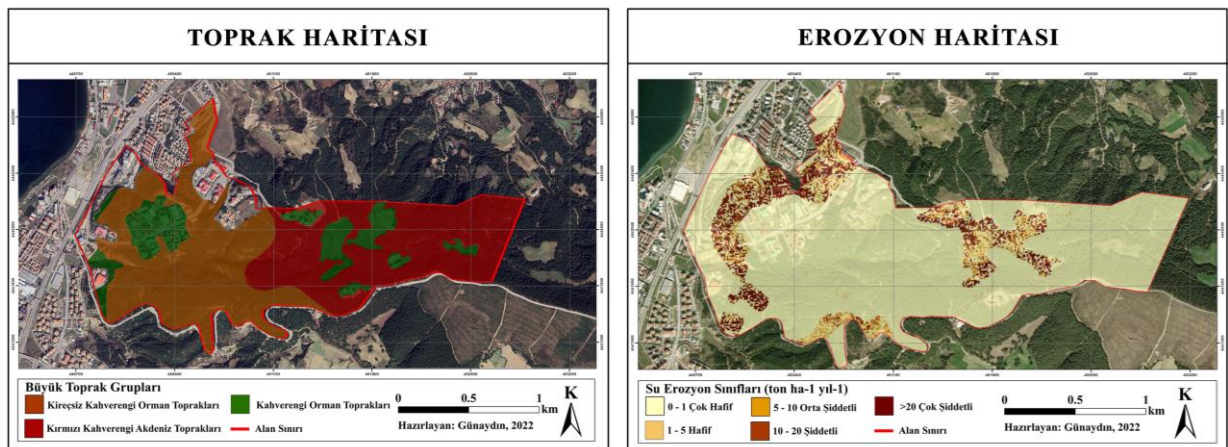 TOPRAK HARİTASI
Büyük Toprak Grupları
Kireçsiz Kahverengi Orman Toprakları
Kahverengi Orman Toprakları
Kırmızı Kahverengi Akdeniz Toprakları
Alan Sınırı
0 0.5 1
km
Hazırlayan: Günaydın, 2022
K
EROZYON HARİTASI
Su Erozyon Sınıfları (ton ha-1 yıl-1)
0 - 1 Çok Hafif
5 - 10 Orta Şiddetli
>20 Çok Şiddetli
1 - 5 Hafif
10 - 20 Şiddetli
Alan Sınırı
0 0.5 1
km
Hazırlayan: Günaydın, 2022
K